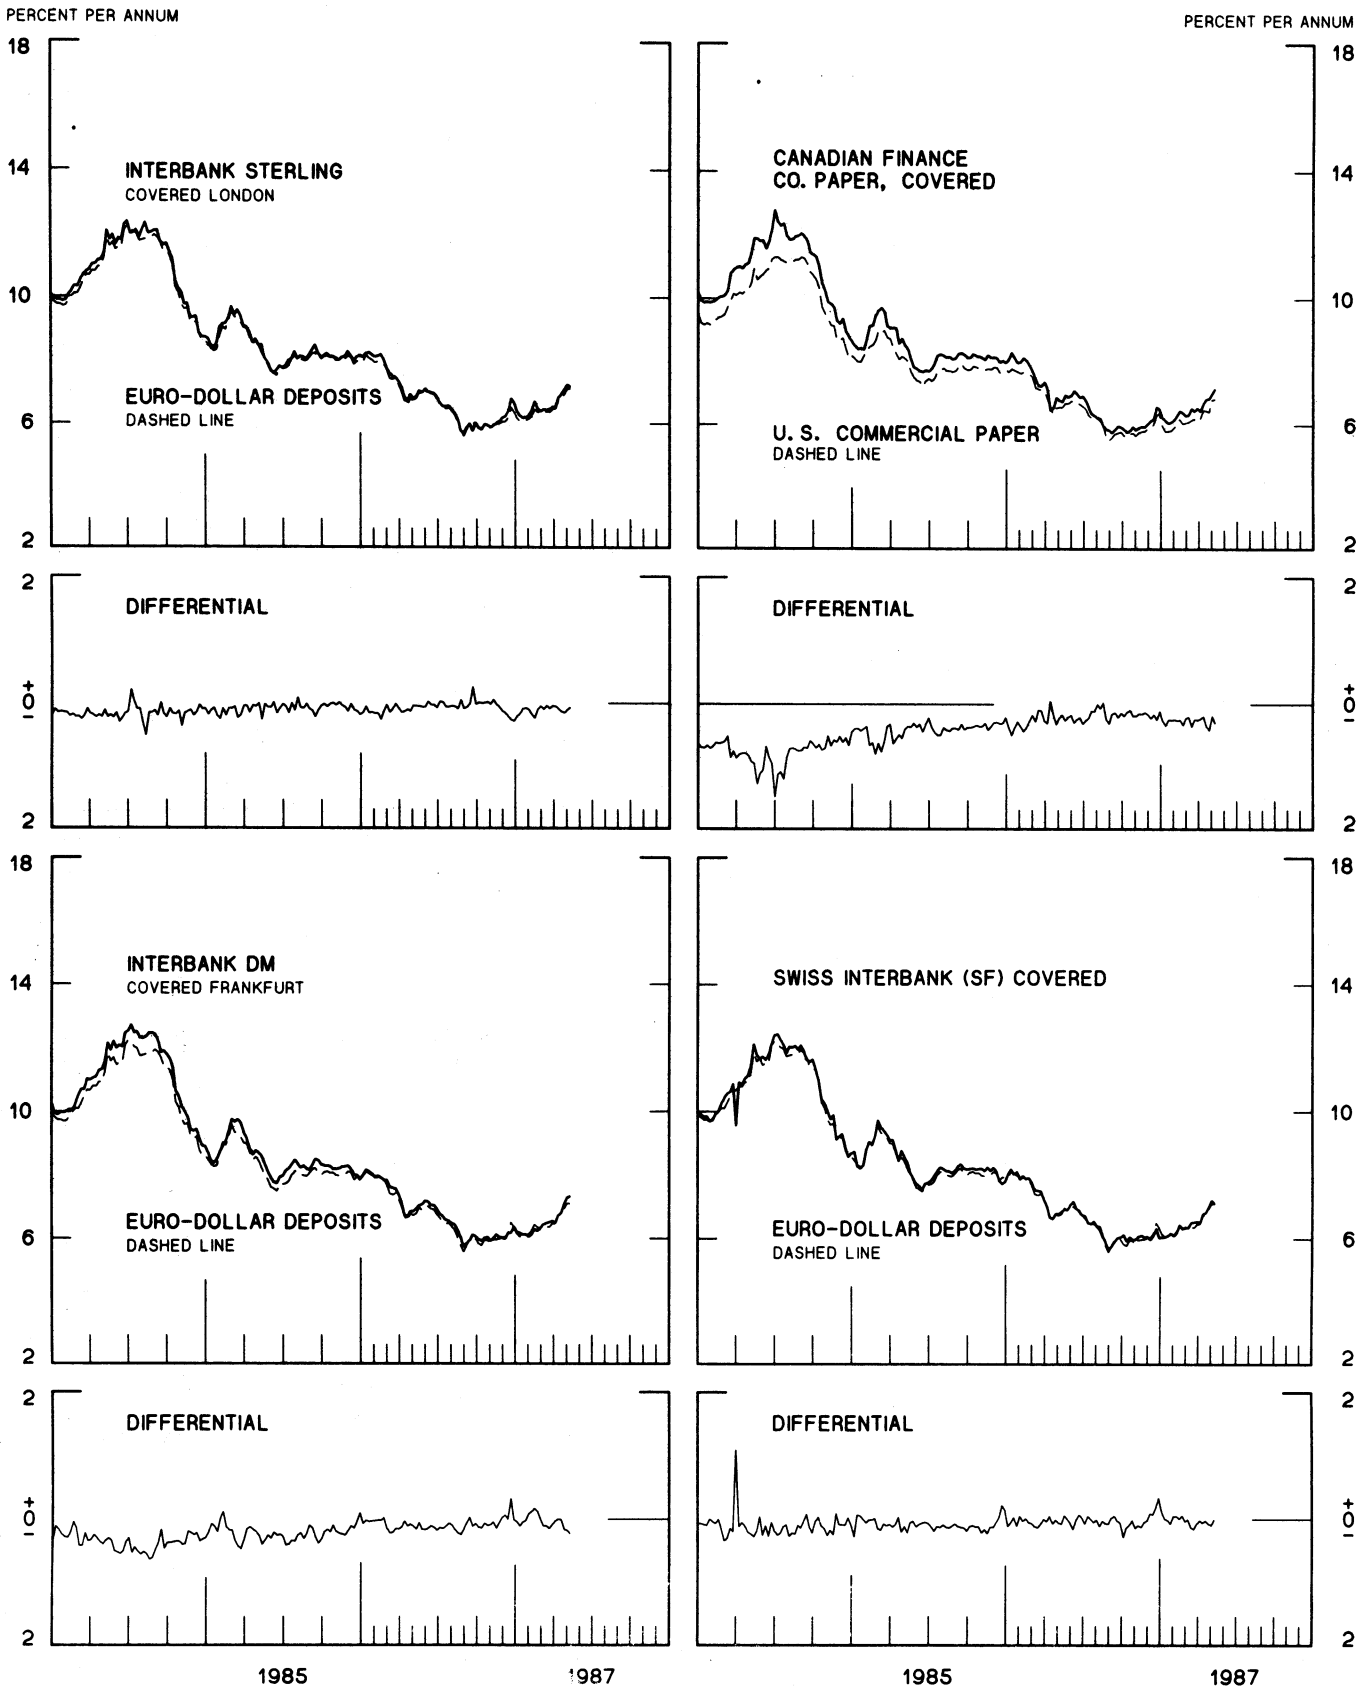 PERCENT PER ANNUM
PERCENT PER ANNUM
18
14
10
6
2
INTERBANK STERLING
COVERED LONDON
EURO-DOLLAR DEPOSITS
DASHED LINE
CANADIAN FINANCE
CO. PAPER, COVERED
U. S. COMMERCIAL PAPER
DASHED LINE
18
14
10
6
2
2
+
0
−
2
DIFFERENTIAL
DIFFERENTIAL
2
+
0
−
2
18
14
10
6
2
INTERBANK DM
COVERED FRANKFURT
EURO-DOLLAR DEPOSITS
DASHED LINE
SWISS INTERBANK (SF) COVERED
EURO-DOLLAR DEPOSITS
DASHED LINE
18
14
10
6
2
2
+
0
−
2
DIFFERENTIAL
DIFFERENTIAL
2
+
0
−
2
1985
1987
1985
1987